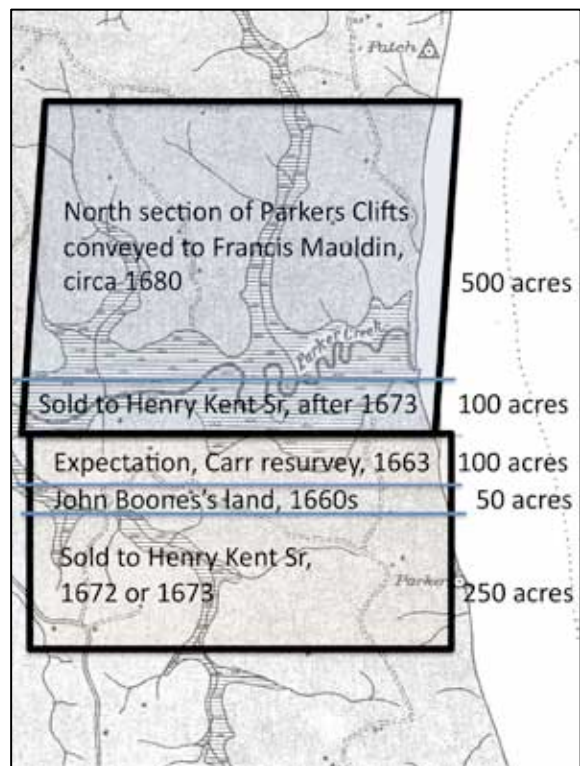 Patch
North section of Parkers Clifts
conveyed to Francis Mauldin,
circa 1680
500 acres
Parker Creek
Sold to Henry Kent Sr, after 1673
100 acres
Expectation, Carr resurvey, 1663
100 acres
John Boones's land, 1660s
50 acres
Sold to Henry Kent Sr,
1672 or 1673
Parker
250 acres